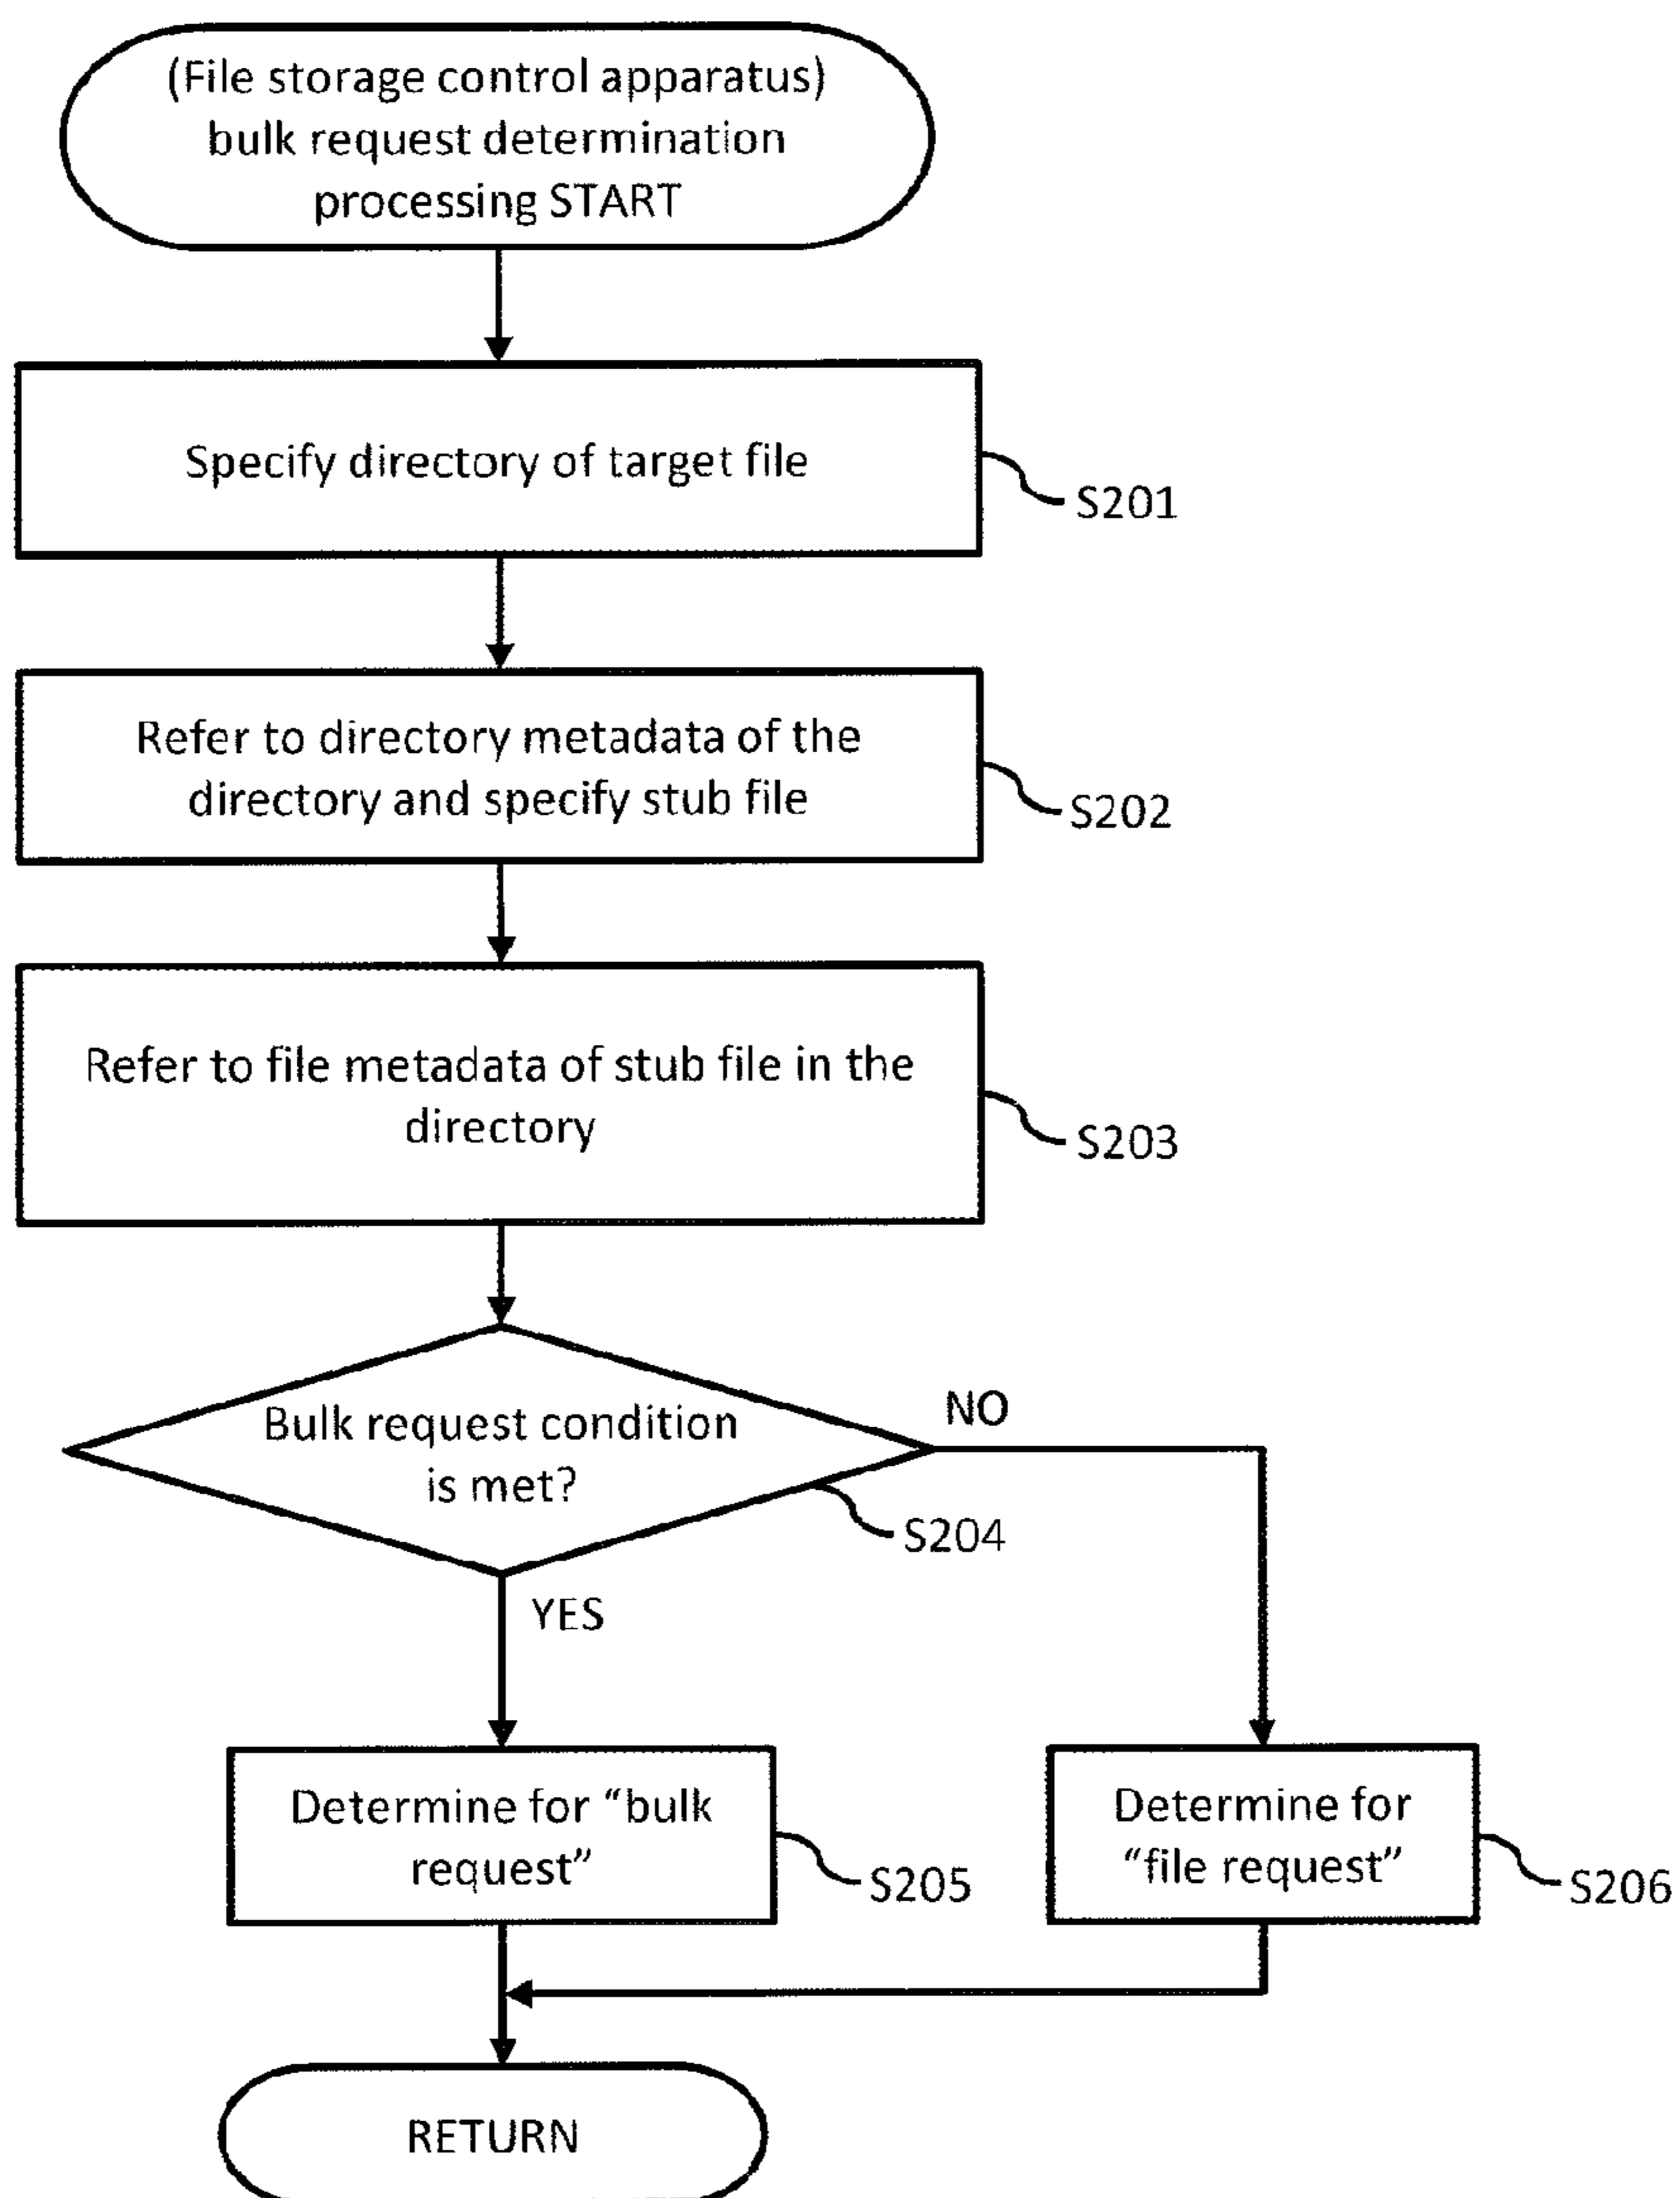 (File storage control apparatus)
bulk request determination
processing START
Specify directory of target file
S201
Refer to directory metadata of the
directory and specify stub file
S202
Refer to file metadata of stub file in the
directory
S203
Bulk request condition
is met?
NO
S204
YES
Determine for “bulk
request”
S205
Determine for
“file request”
S206
RETURN